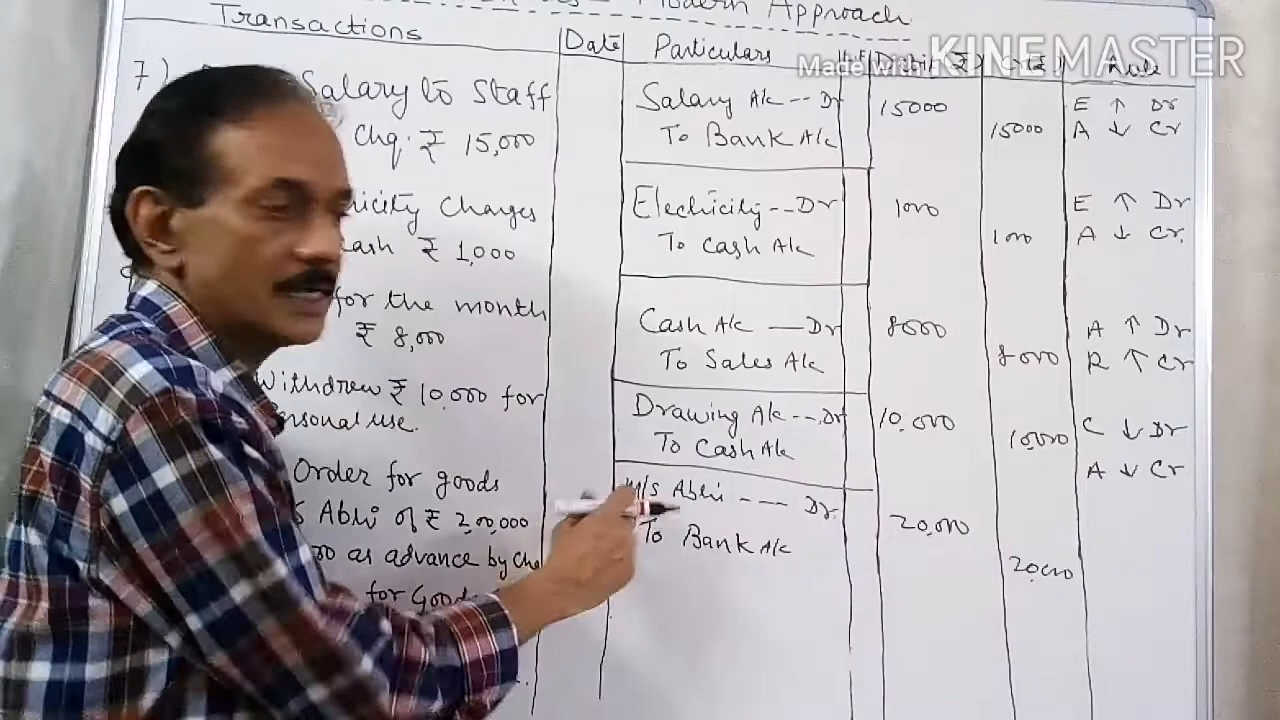 Modern Approach
Transactions
Date
Particulars
Debit ₹
Made with KINEMASTER
Rule
7)
Salary to Staff
Chq. ₹ 15,000
Salary A/c -- Dr
To Bank A/c
15000
15000
E ↑ Dr
A ↓ Cr
Charges
₹ 1,000
Electricity -- Dr
To Cash A/c
1000
1000
E ↑ Dr
A ↓ Cr.
for the month
₹ 8,000
Cash A/c — Dr
To Sales A/c
8000
8000
A ↑ Dr
R ↑ Cr
Withdrew ₹ 10,000 for
use.
Drawing A/c -- Dr
To Cash A/c
10,000
10,000
C ↓ Dr
A ↓ Cr
Order for goods
Abhi of ₹ 2,00,000
as advance by
for
M/s Abhi --- Dr.
To Bank A/c
20,000
20,000